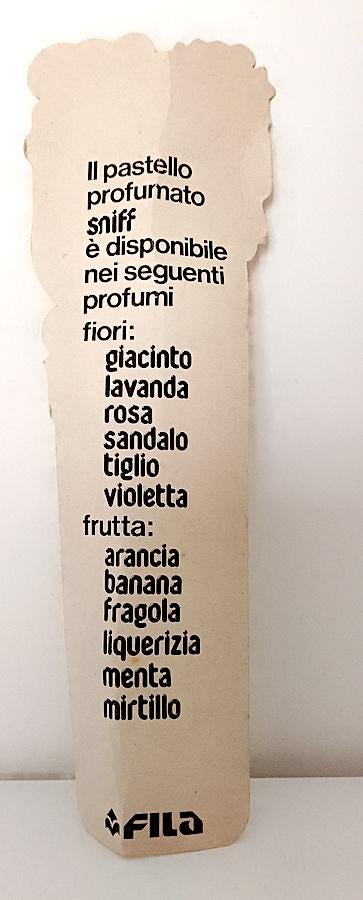 Il pastello
profumato
sniff
è disponibile
nei seguenti
profumi
fiori:
giacinto
lavanda
rosa
sandalo
tiglio
violetta
frutta:
arancia
banana
fragola
liquerizia
menta
mirtillo
FILA